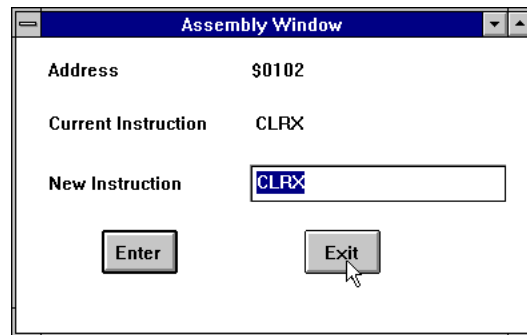 Assembly Window
Address $0102
Current Instruction CLRX
New Instruction CLRX
Enter Exit